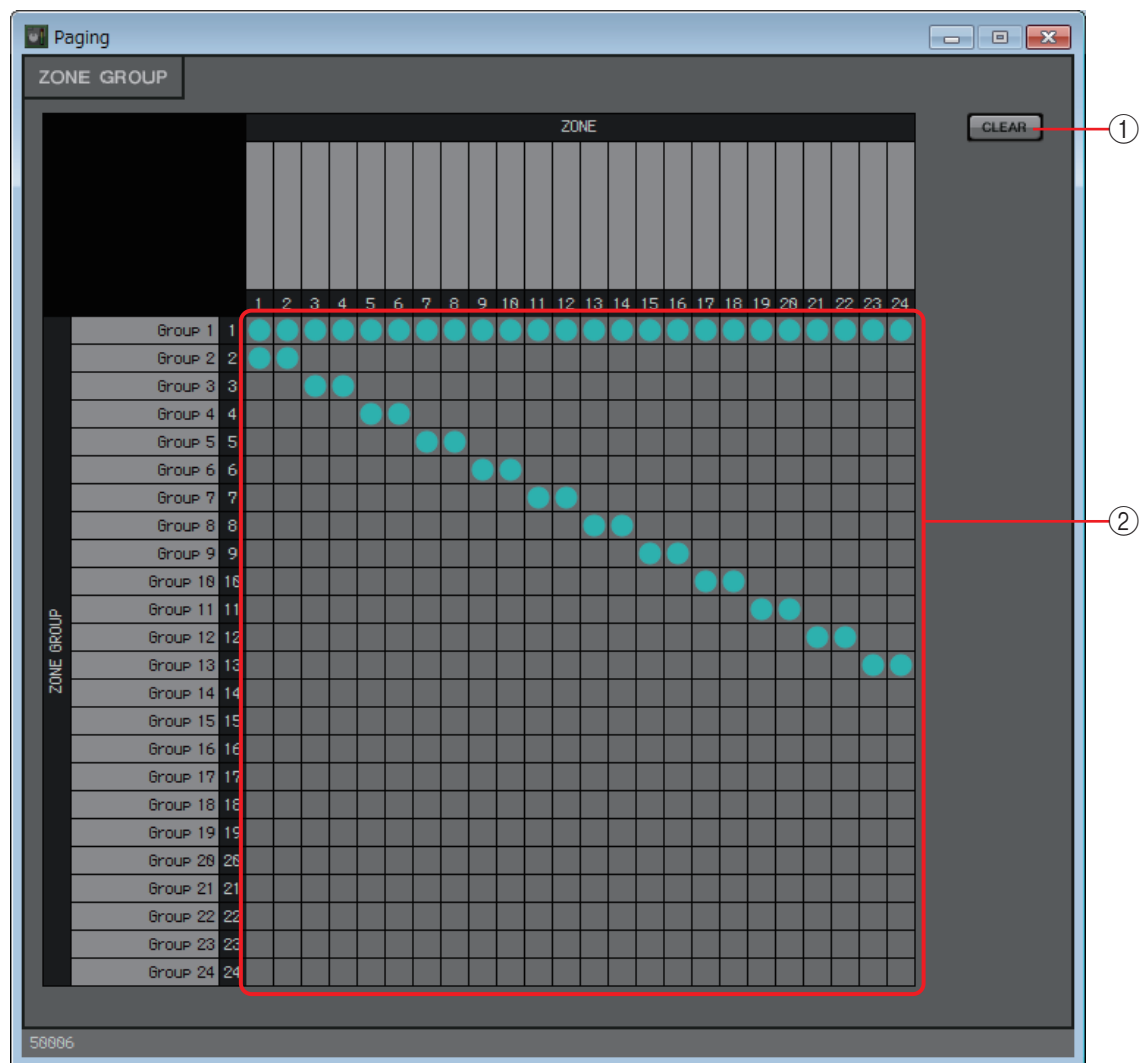 Paging
ZONE GROUP
ZONE
CLEAR
①
1 2 3 4 5 6 7 8 9 10 11 12 13 14 15 16 17 18 19 20 21 22 23 24
ZONE GROUP
Group 1 1
Group 2 2
Group 3 3
Group 4 4
Group 5 5
Group 6 6
Group 7 7
Group 8 8
②
Group 9 9
Group 10 10
Group 11 11
Group 12 12
Group 13 13
Group 14 14
Group 15 15
Group 16 16
Group 17 17
Group 18 18
Group 19 19
Group 20 20
Group 21 21
Group 22 22
Group 23 23
Group 24 24
50006